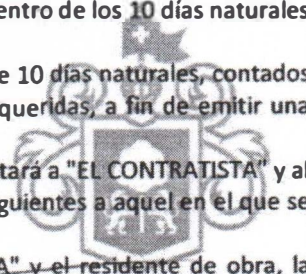 entro de los 10 días naturales
e 10 días naturales, contados
queridas, a fin de emitir una
tará a "EL CONTRATISTA" y al
guientes a aquel en el que se
A" y el residente de obra, la